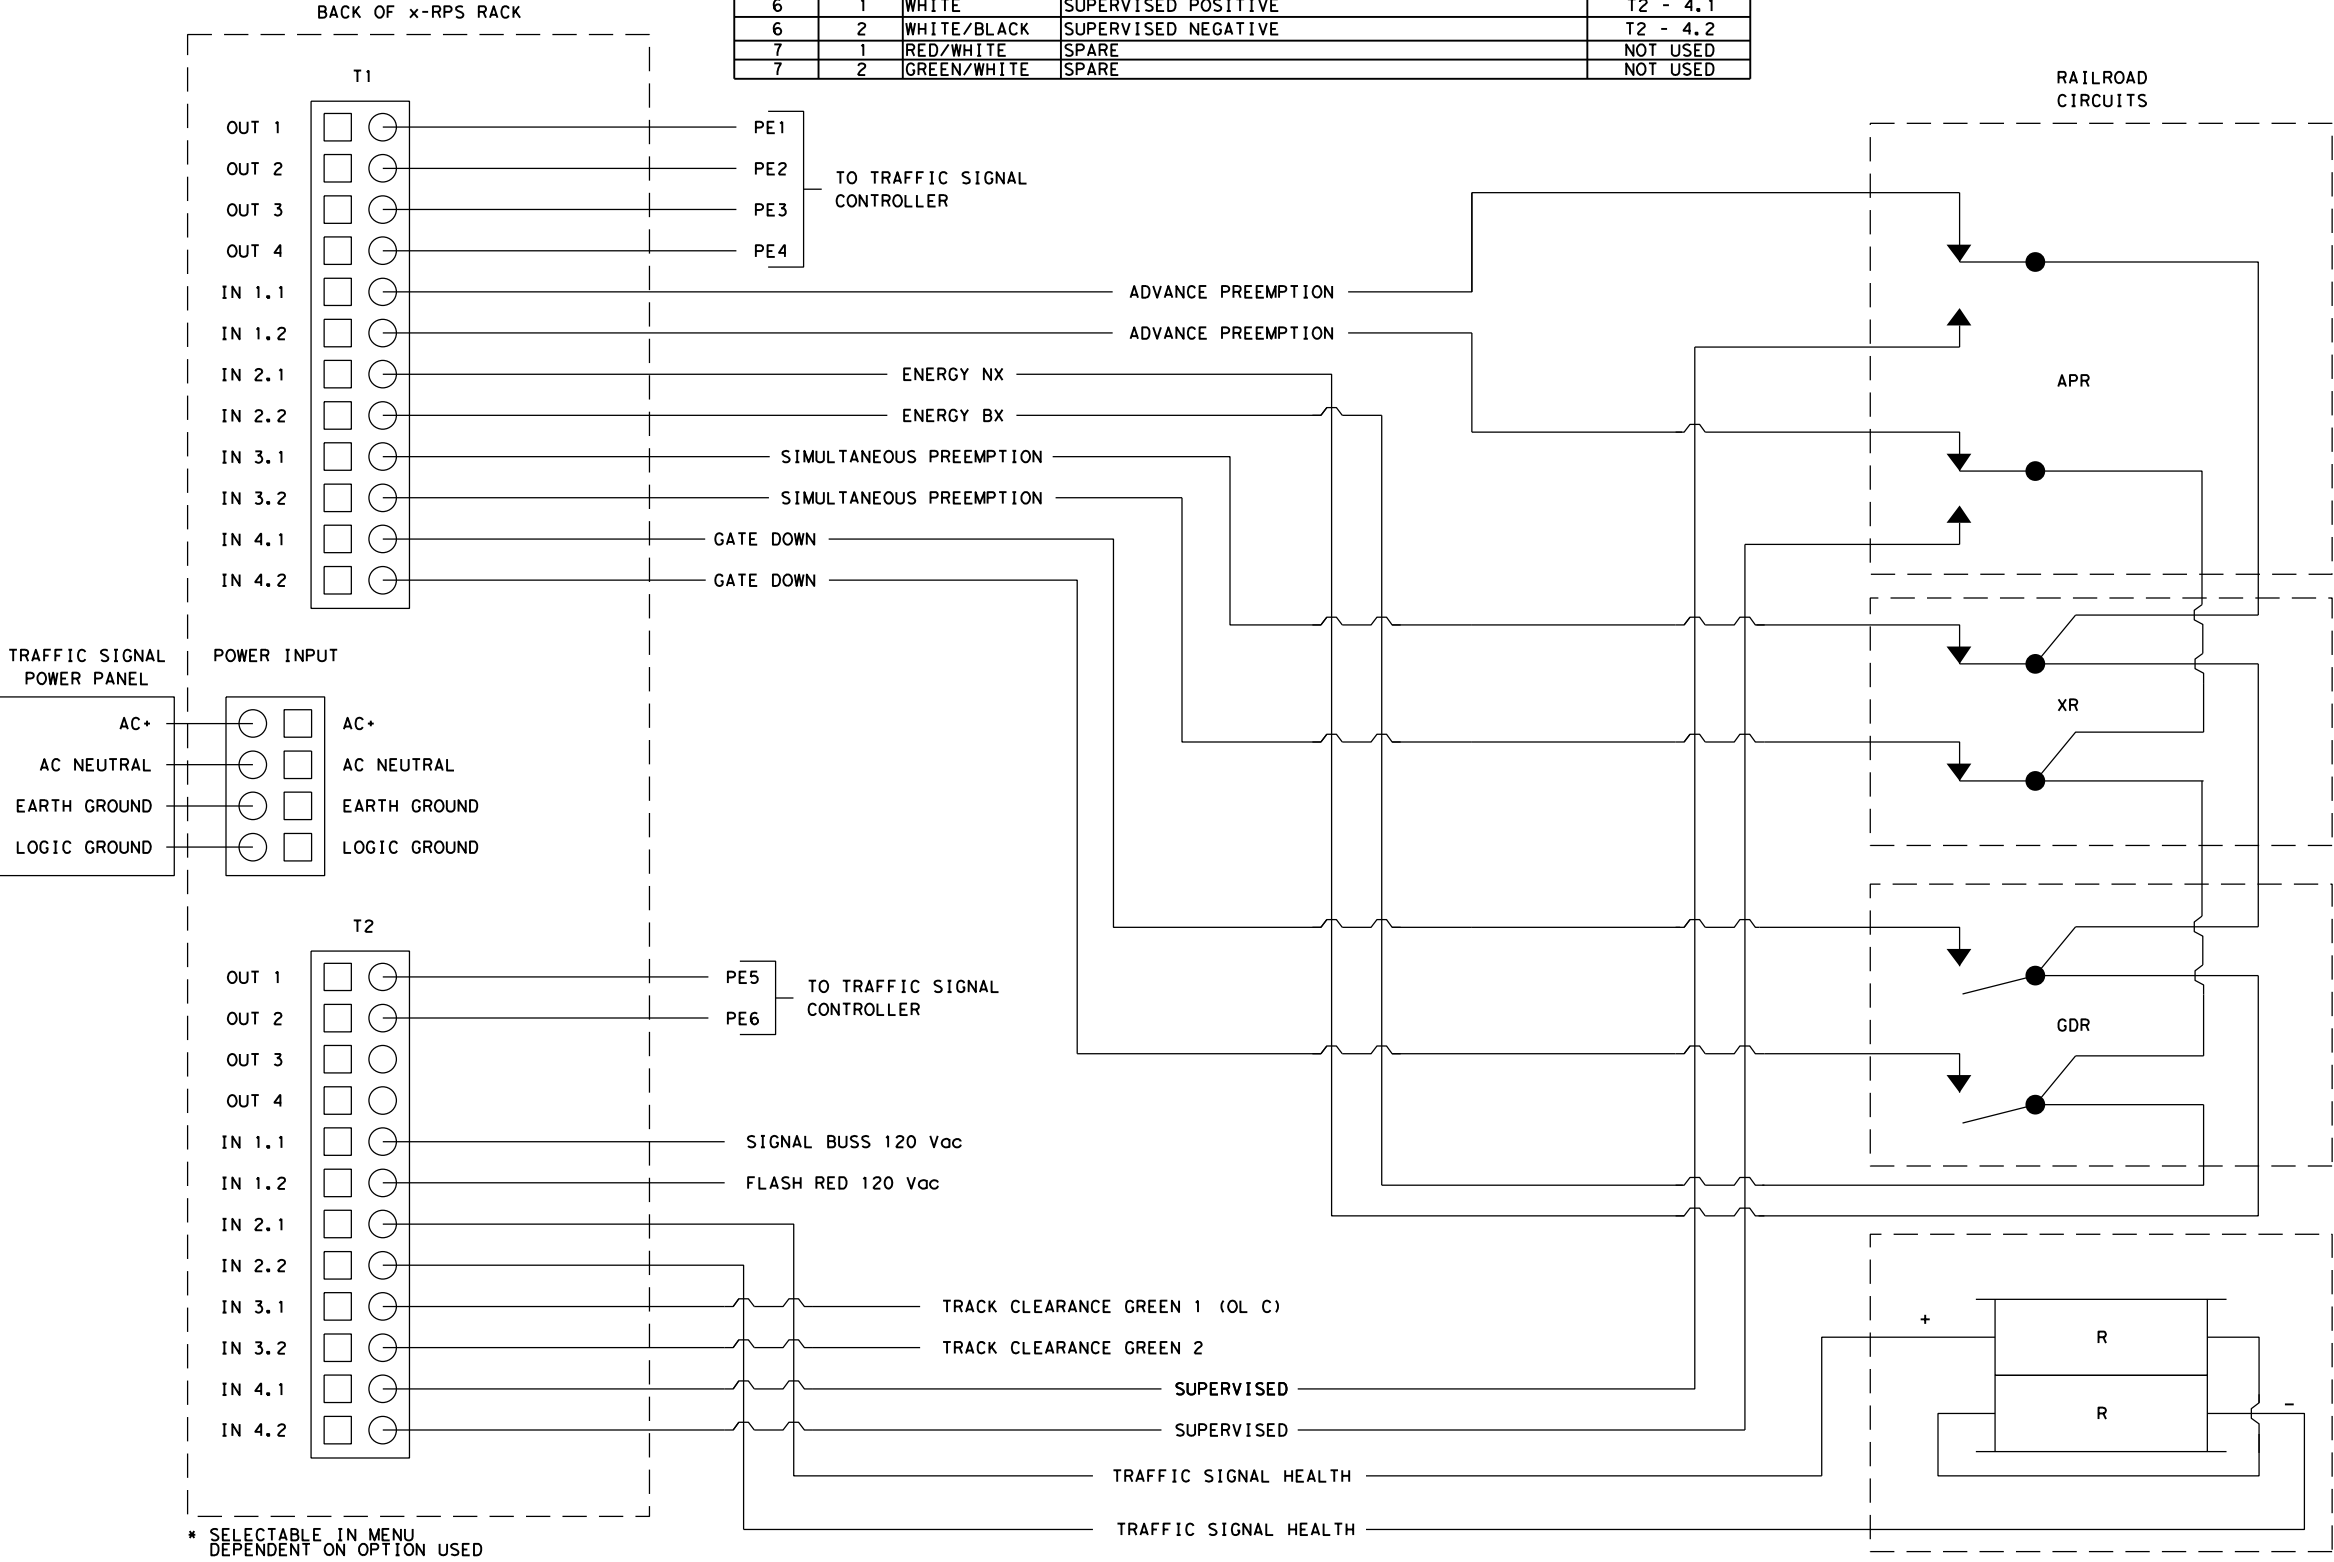 BACK OF x-RPS RACK
6 1 WHITE SUPERVISED POSITIVE T2 - 4.1
6 2 WHITE/BLACK SUPERVISED NEGATIVE T2 - 4.2
7 1 RED/WHITE SPARE NOT USED
7 2 GREEN/WHITE SPARE NOT USED
RAILROAD
CIRCUITS
T1
OUT 1
OUT 2
OUT 3
OUT 4
IN 1.1
IN 1.2
IN 2.1
IN 2.2
IN 3.1
IN 3.2
IN 4.1
IN 4.2
PE1
PE2
PE3
PE4
TO TRAFFIC SIGNAL
CONTROLLER
ADVANCE PREEMPTION
ADVANCE PREEMPTION
ENERGY NX
ENERGY BX
SIMULTANEOUS PREEMPTION
SIMULTANEOUS PREEMPTION
GATE DOWN
GATE DOWN
APR
XR
GDR
TRAFFIC SIGNAL
POWER PANEL
POWER INPUT
AC+
AC NEUTRAL
EARTH GROUND
LOGIC GROUND
AC+
AC NEUTRAL
EARTH GROUND
LOGIC GROUND
T2
OUT 1
OUT 2
OUT 3
OUT 4
IN 1.1
IN 1.2
IN 2.1
IN 2.2
IN 3.1
IN 3.2
IN 4.1
IN 4.2
PE5
PE6
TO TRAFFIC SIGNAL
CONTROLLER
SIGNAL BUSS 120 Vac
FLASH RED 120 Vac
TRACK CLEARANCE GREEN 1 (OL C)
TRACK CLEARANCE GREEN 2
SUPERVISED
SUPERVISED
TRAFFIC SIGNAL HEALTH
TRAFFIC SIGNAL HEALTH
+
R
R
-
* SELECTABLE IN MENU
DEPENDENT ON OPTION USED